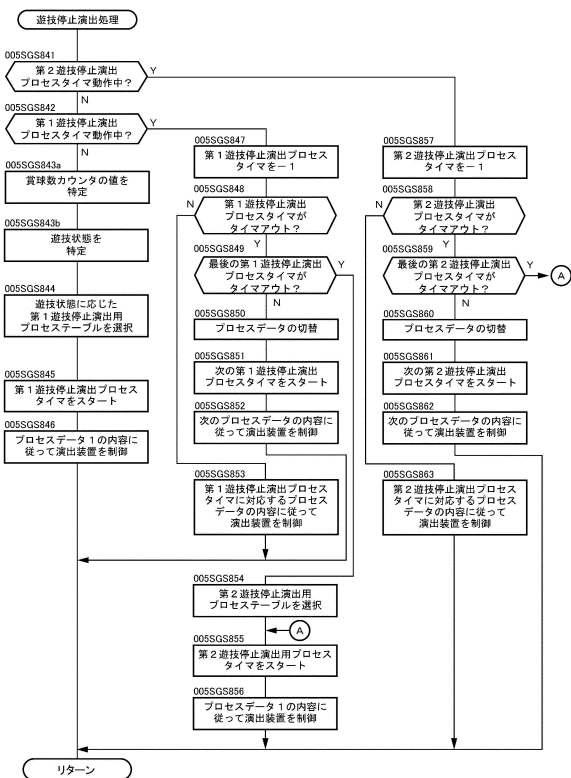 遊技停止演出処理
005SGS841
第2遊技停止演出
プロセスタイマ動作中?
Y
N
005SGS842
第1遊技停止演出
プロセスタイマ動作中?
Y
N
005SGS843a
賞球数カウンタの値を
特定
005SGS843b
遊技状態を
特定
005SGS844
遊技状態に応じた
第1遊技停止演出用
プロセステーブルを選択
005SGS845
第1遊技停止演出プロセス
タイマをスタート
005SGS846
プロセスデータ1の内容に
従って演出装置を制御
005SGS847
第1遊技停止演出プロセス
タイマを-1
005SGS848
N
第1遊技停止演出
プロセスタイマが
タイムアウト?
Y
005SGS849
最後の第1遊技停止演出
プロセスタイマが
タイムアウト?
Y
N
005SGS850
プロセスデータの切替
005SGS851
次の第1遊技停止演出
プロセスタイマをスタート
005SGS852
次のプロセスデータの内容に
従って演出装置を制御
005SGS853
第1遊技停止演出プロセス
タイマに対応するプロセス
データの内容に従って
演出装置を制御
005SGS854
第2遊技停止演出用
プロセステーブルを選択
A
005SGS855
第2遊技停止演出用プロセス
タイマをスタート
005SGS856
プロセスデータ1の内容に
従って演出装置を制御
005SGS857
第2遊技停止演出プロセス
タイマを-1
005SGS858
N
第2遊技停止演出
プロセスタイマが
タイムアウト?
Y
005SGS859
最後の第2遊技停止演出
プロセスタイマが
タイムアウト?
Y
A
N
005SGS860
プロセスデータの切替
005SGS861
次の第2遊技停止演出
プロセスタイマをスタート
005SGS862
次のプロセスデータの内容に
従って演出装置を制御
005SGS863
第2遊技停止演出プロセス
タイマに対応するプロセス
データの内容に従って
演出装置を制御
リターン